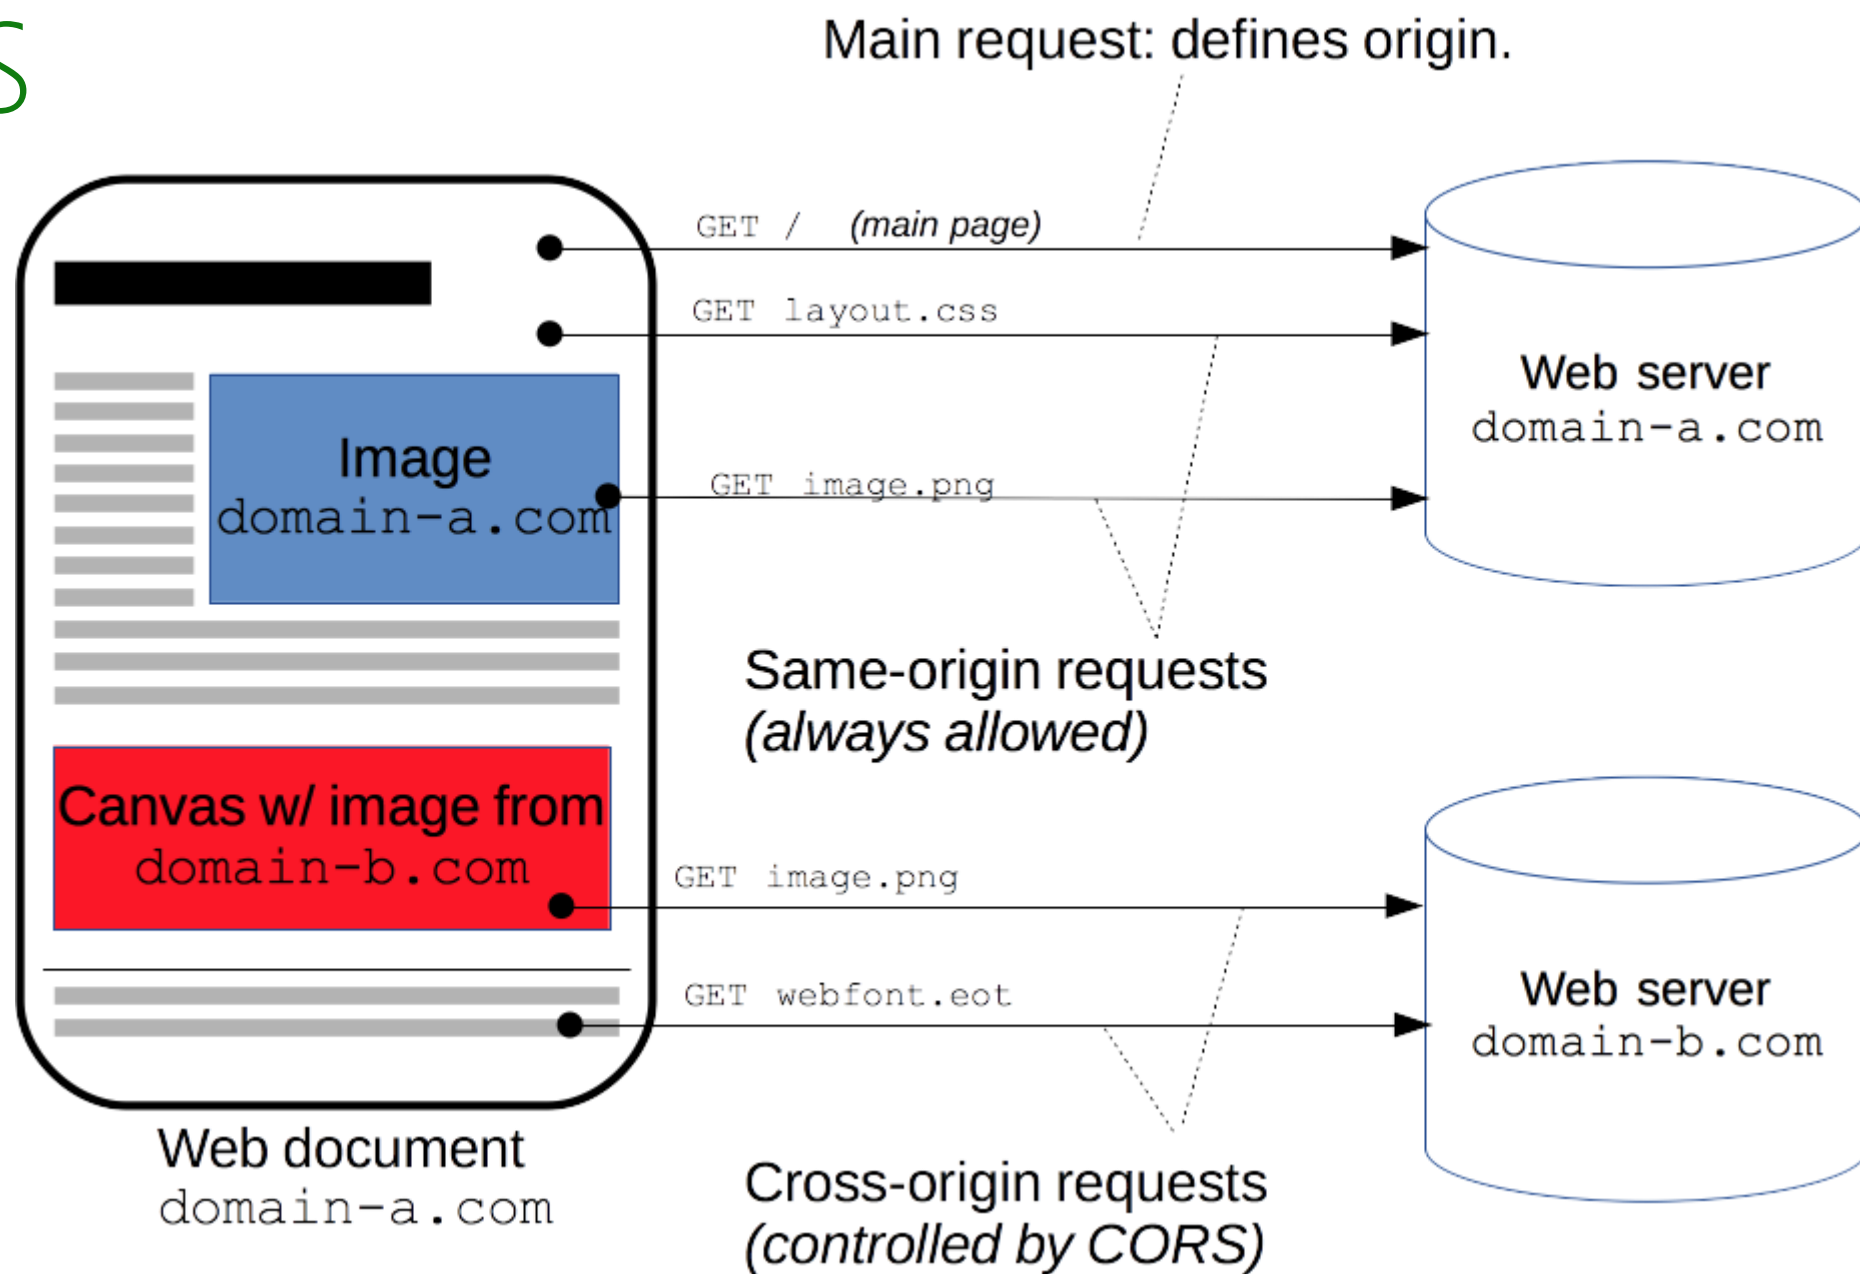 S
Main request: defines origin.
GET / (main page)
GET layout.css
Web server
domain-a.com
Image
domain-a.com
GET image.png
Same-origin requests
(always allowed)
Canvas w/ image from
domain-b.com
GET image.png
GET webfont.eot
Web server
domain-b.com
Web document
domain-a.com
Cross-origin requests
(controlled by CORS)